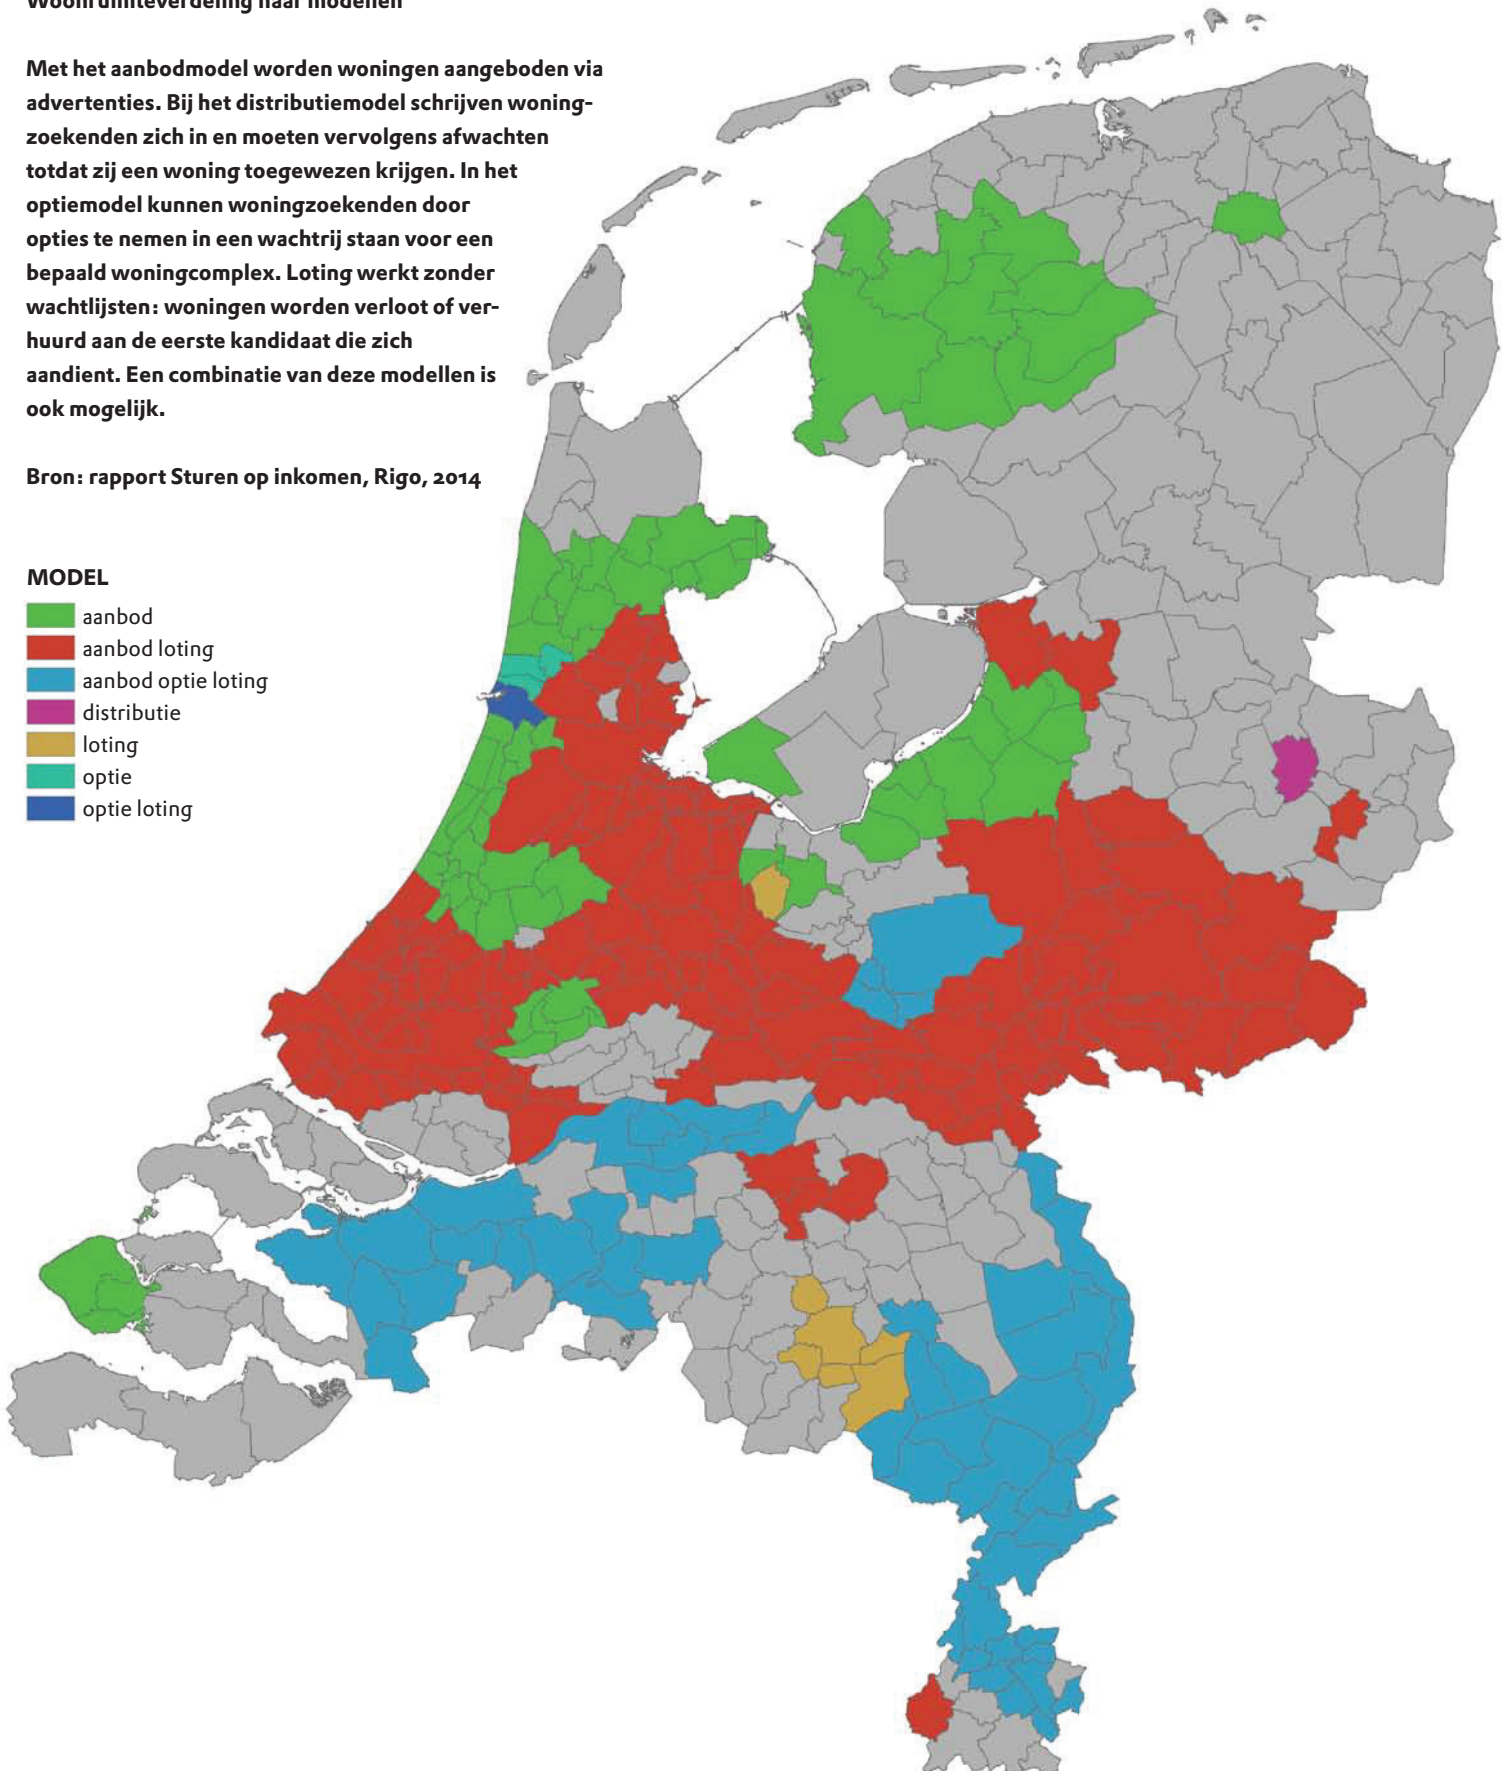 Woonruimteverdeling naar modellen
Met het aanbodmodel worden woningen aangeboden via
advertenties. Bij het distributiemodel schrijven woning-
zoekenden zich in en moeten vervolgens afwachten
totdat zij een woning toegewezen krijgen. In het
optiemodel kunnen woningzoekenden door
opties te nemen in een wachtrij staan voor een
bepaald woningcomplex. Loting werkt zonder
wachtlijsten: woningen worden verloot of ver-
huurd aan de eerste kandidaat die zich
aandient. Een combinatie van deze modellen is
ook mogelijk.
Bron: rapport Sturen op inkomen, Rigo, 2014
MODEL
aanbod
aanbod loting
aanbod optie loting
distributie
loting
optie
optie loting